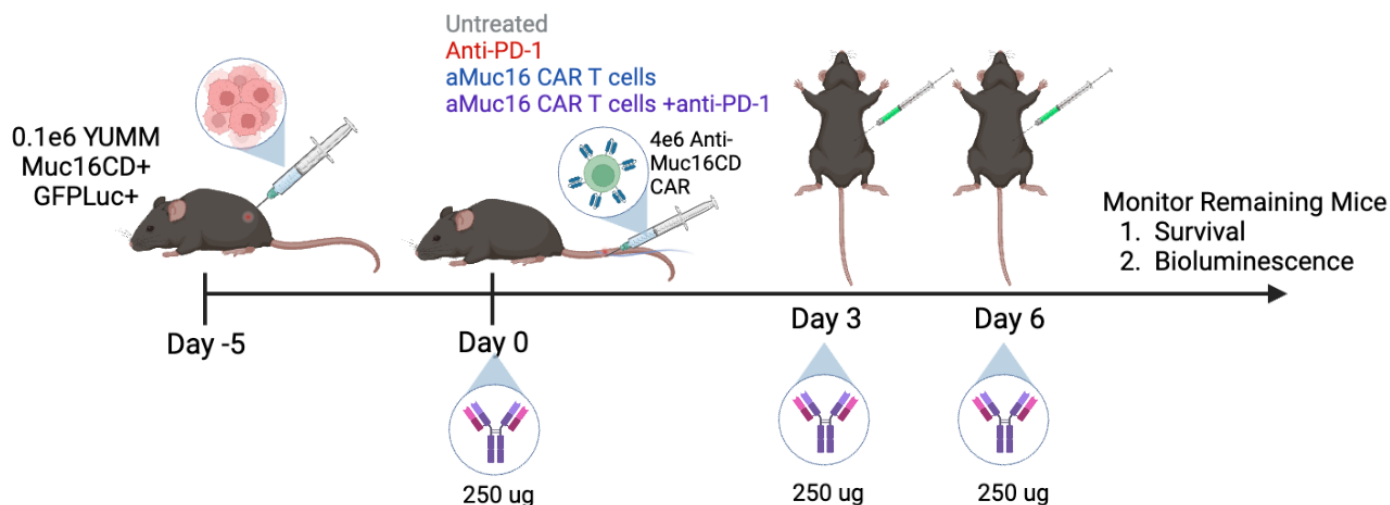 Untreated
Anti-PD-1
aMuc16 CAR T cells
aMuc16 CAR T cells +anti-PD-1
0.1e6 YUMM
Muc16CD+
GFPLuc+
4e6 Anti-
Muc16CD
CAR
Monitor Remaining Mice
1. Survival
2. Bioluminescence
Day -5
Day 0
Day 3
Day 6
250 ug
250 ug
250 ug